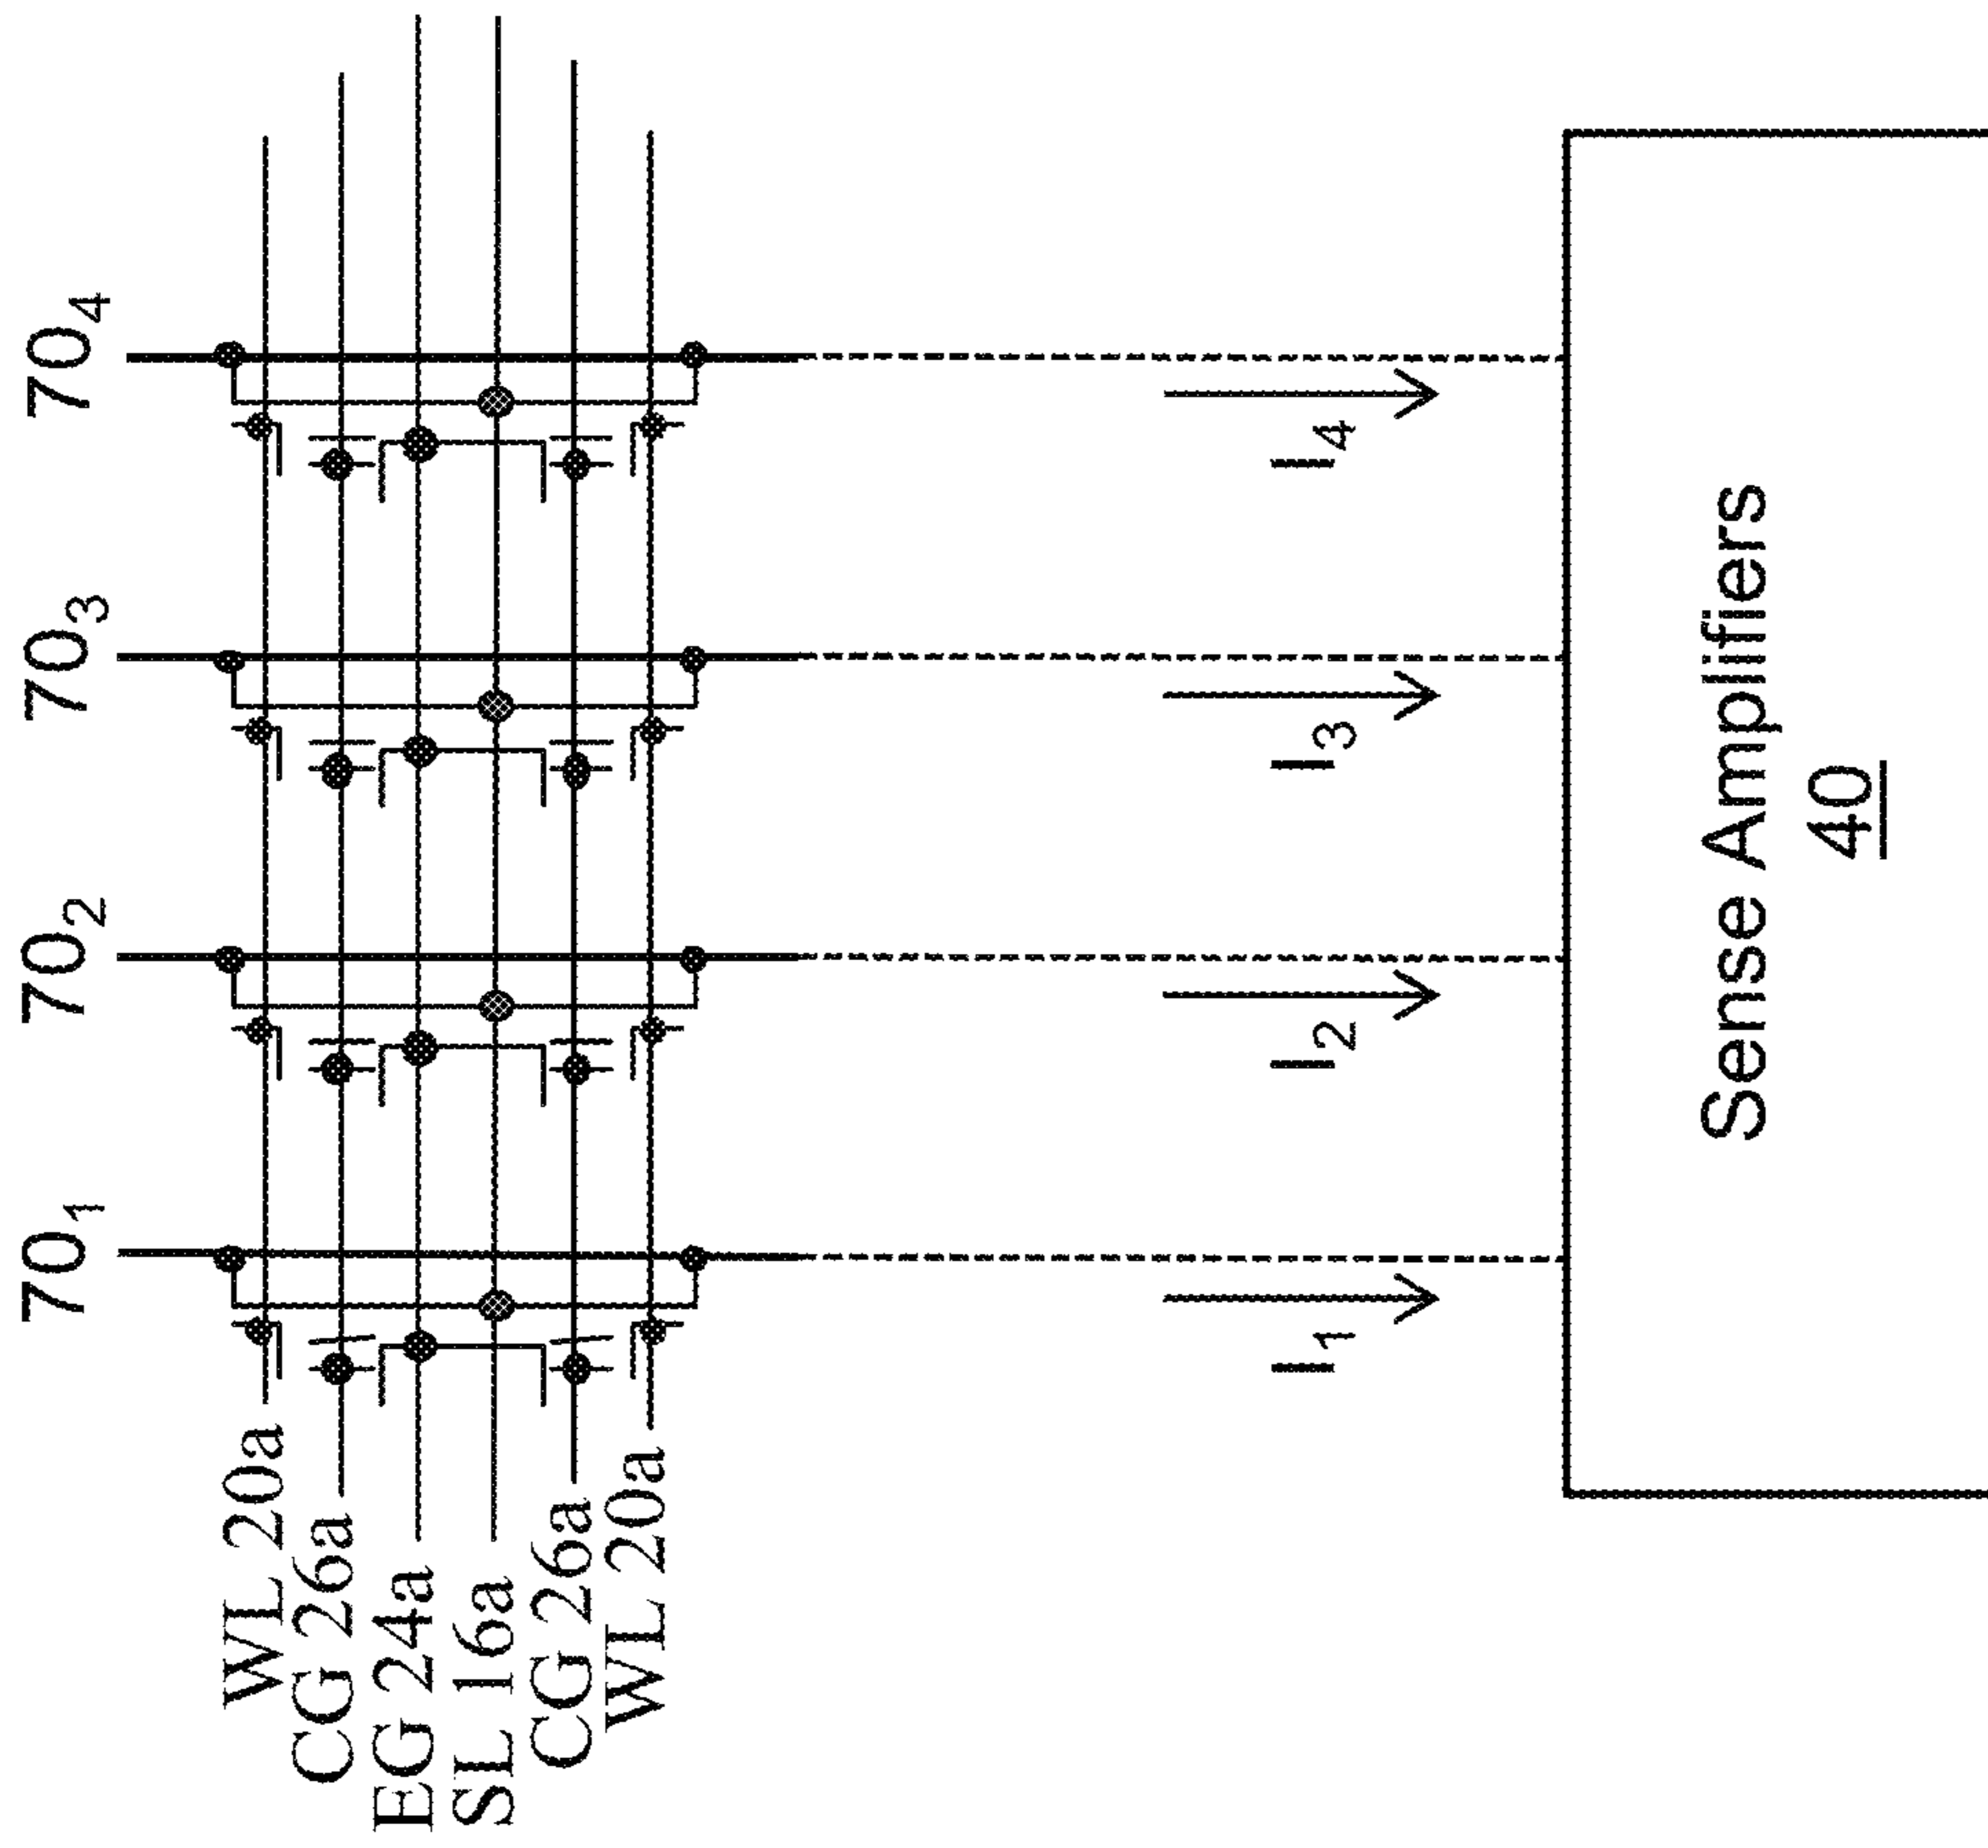 70₁
70₂
70₃
70₄
WL 20a
CG 26a
EG 24a
SL 16a
CG 26a
WL 20a
I₁
I₂
I₃
I₄
Sense Amplifiers
40